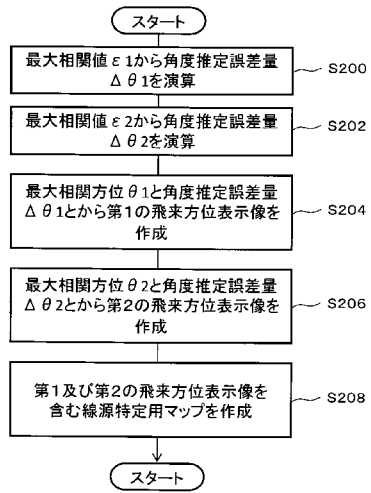 スタート
最大相関値ε1から角度推定誤差量
Δθ1を演算
S200
最大相関値ε2から角度推定誤差量
Δθ2を演算
S202
最大相関方位θ1と角度推定誤差量
Δθ1とから第1の飛来方位表示像を
作成
S204
最大相関方位θ2と角度推定誤差量
Δθ2とから第2の飛来方位表示像を
作成
S206
第1及び第2の飛来方位表示像を
含む線源特定用マップを作成
S208
スタート